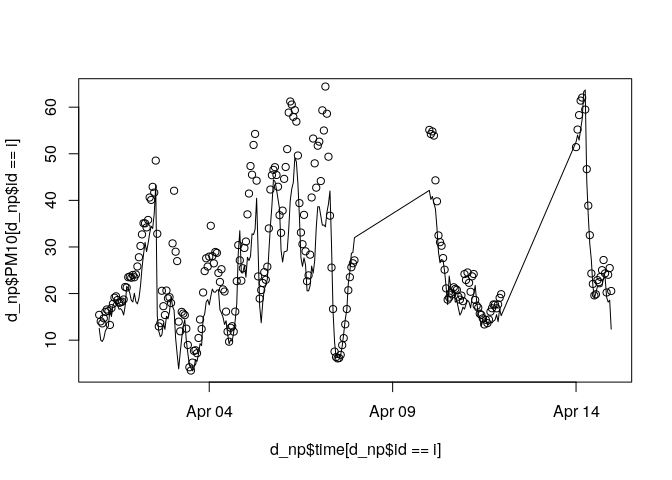 d_np$PM10[d_np$id == i]
60
50
40
30
20
10
Apr 04
Apr 09
Apr 14
d_np$time[d_np$id == i]